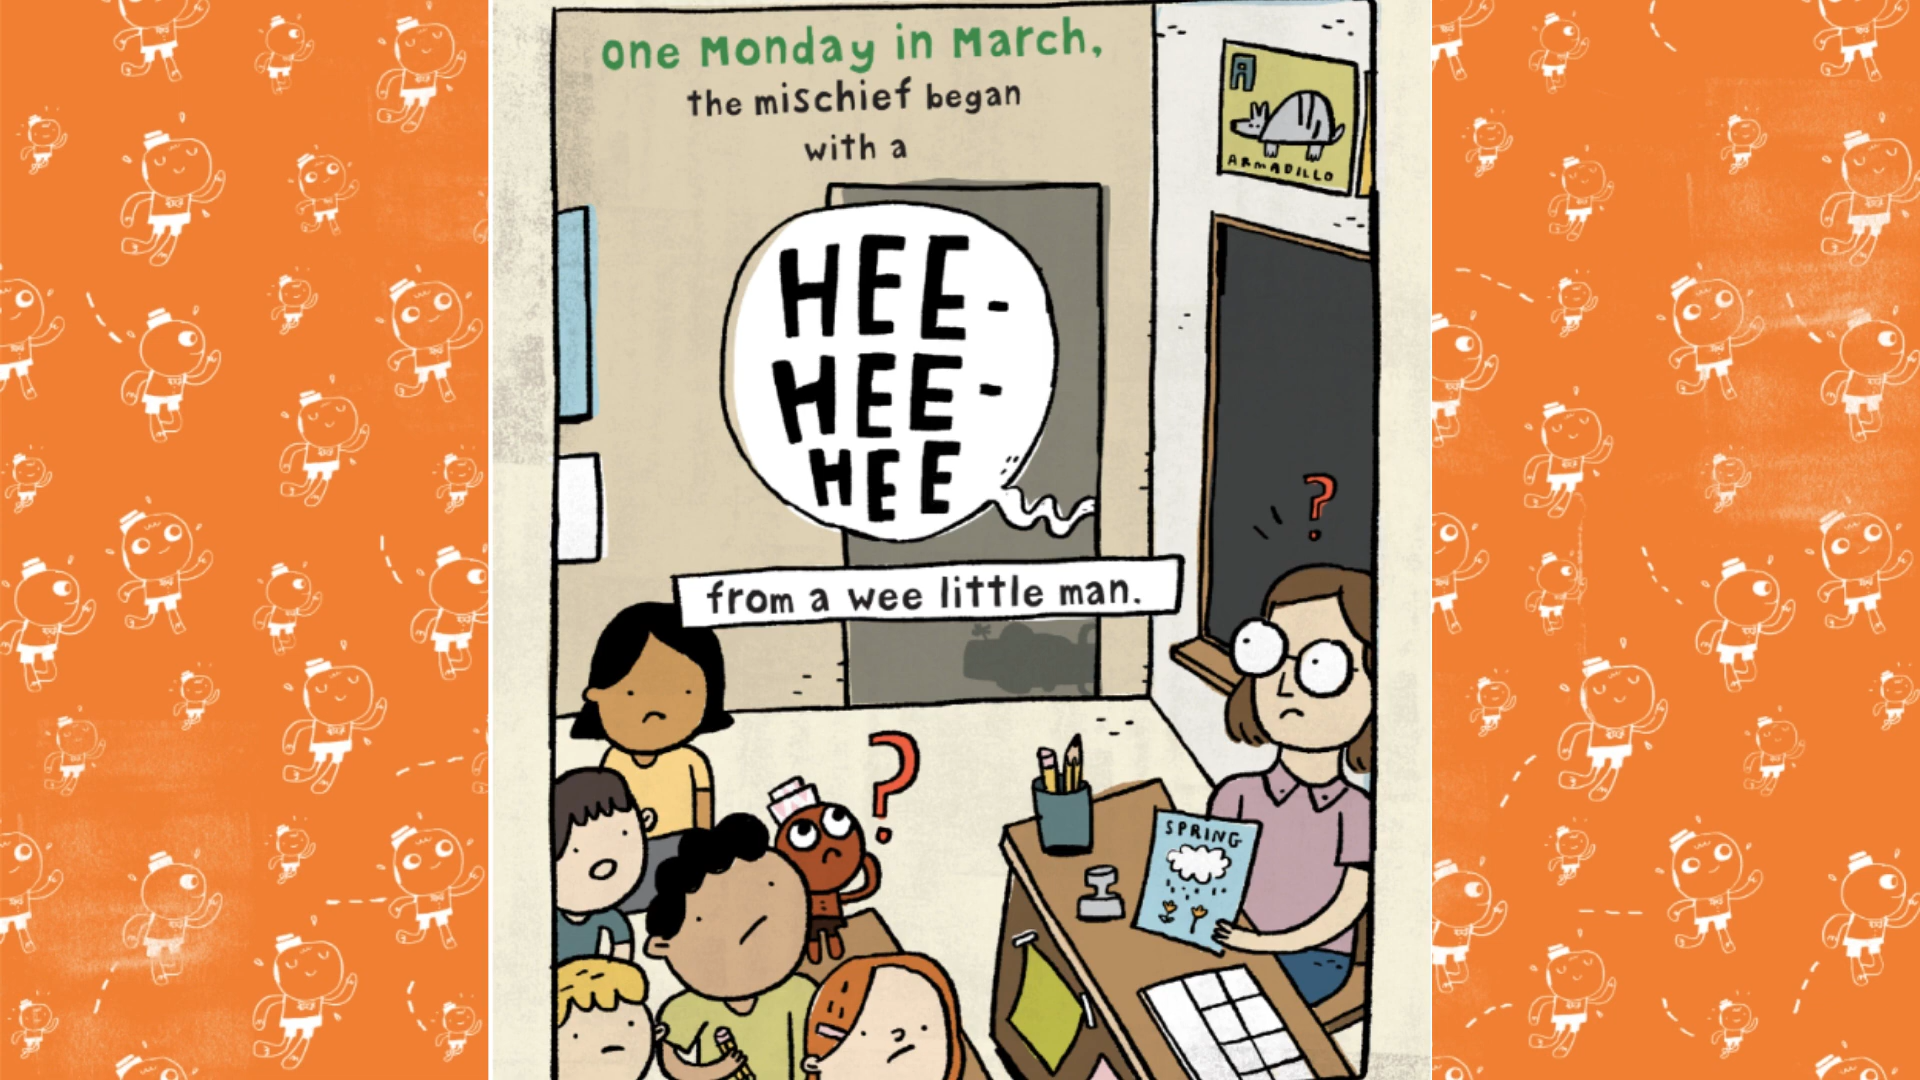 one Monday in March,
the mischief began
with a
HEE-
HEE-
HEE
from a wee little man.
A
ARMADILLO
?
?
SPRING